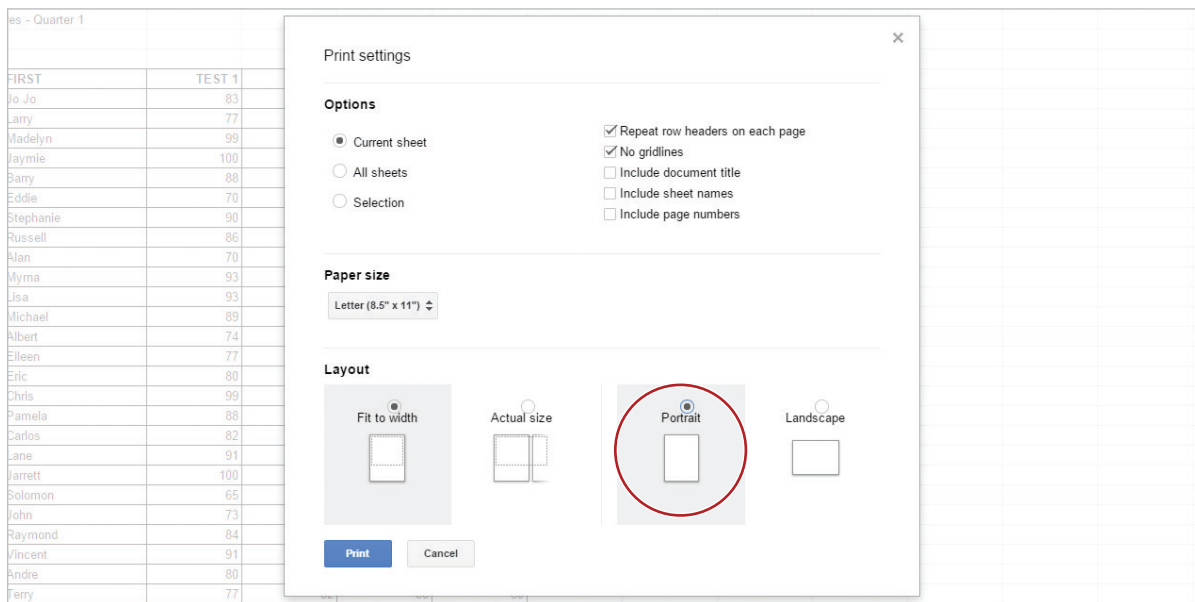 es - Quarter 1
Print settings
FIRST TEST 1
Jo Jo 83
Options
Larry 77
Current sheet
Repeat row headers on each page
Madelyn 99
No gridlines
Jaymie 100
All sheets
Include document title
Barry 88
Eddie 70
Include sheet names
Selection
Stephanie 90
Include page numbers
Russell 86
Alan 70
Myrna 93
Paper size
Lisa 93
Letter (8.5" x 11")
Michael 89
Albert 74
Eileen 77
Layout
Eric 80
Chris 99
Fit to width Actual size Portrait Landscape
Pamela 88
Carlos 82
Lane 91
Jarrett 100
Solomon 65
John 73
Raymond 84
Vincent 91
Print Cancel
Andre 80
Terry 77